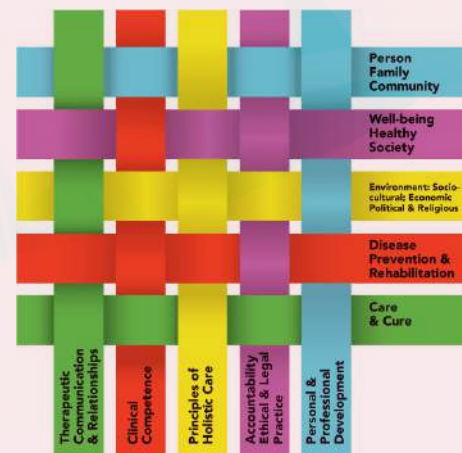 Person
Family
Community
Well-being
Healthy
Society
Environment: Socio-
cultural; Economic
Political & Religious
Disease
Prevention &
Rehabilitation
Care
& Cure
Therapeutic
Communication
& Relationships
Clinical
Competence
Principles of
Holistic Care
Accountability
Ethical & Legal
Practice
Personal &
Professional
Development